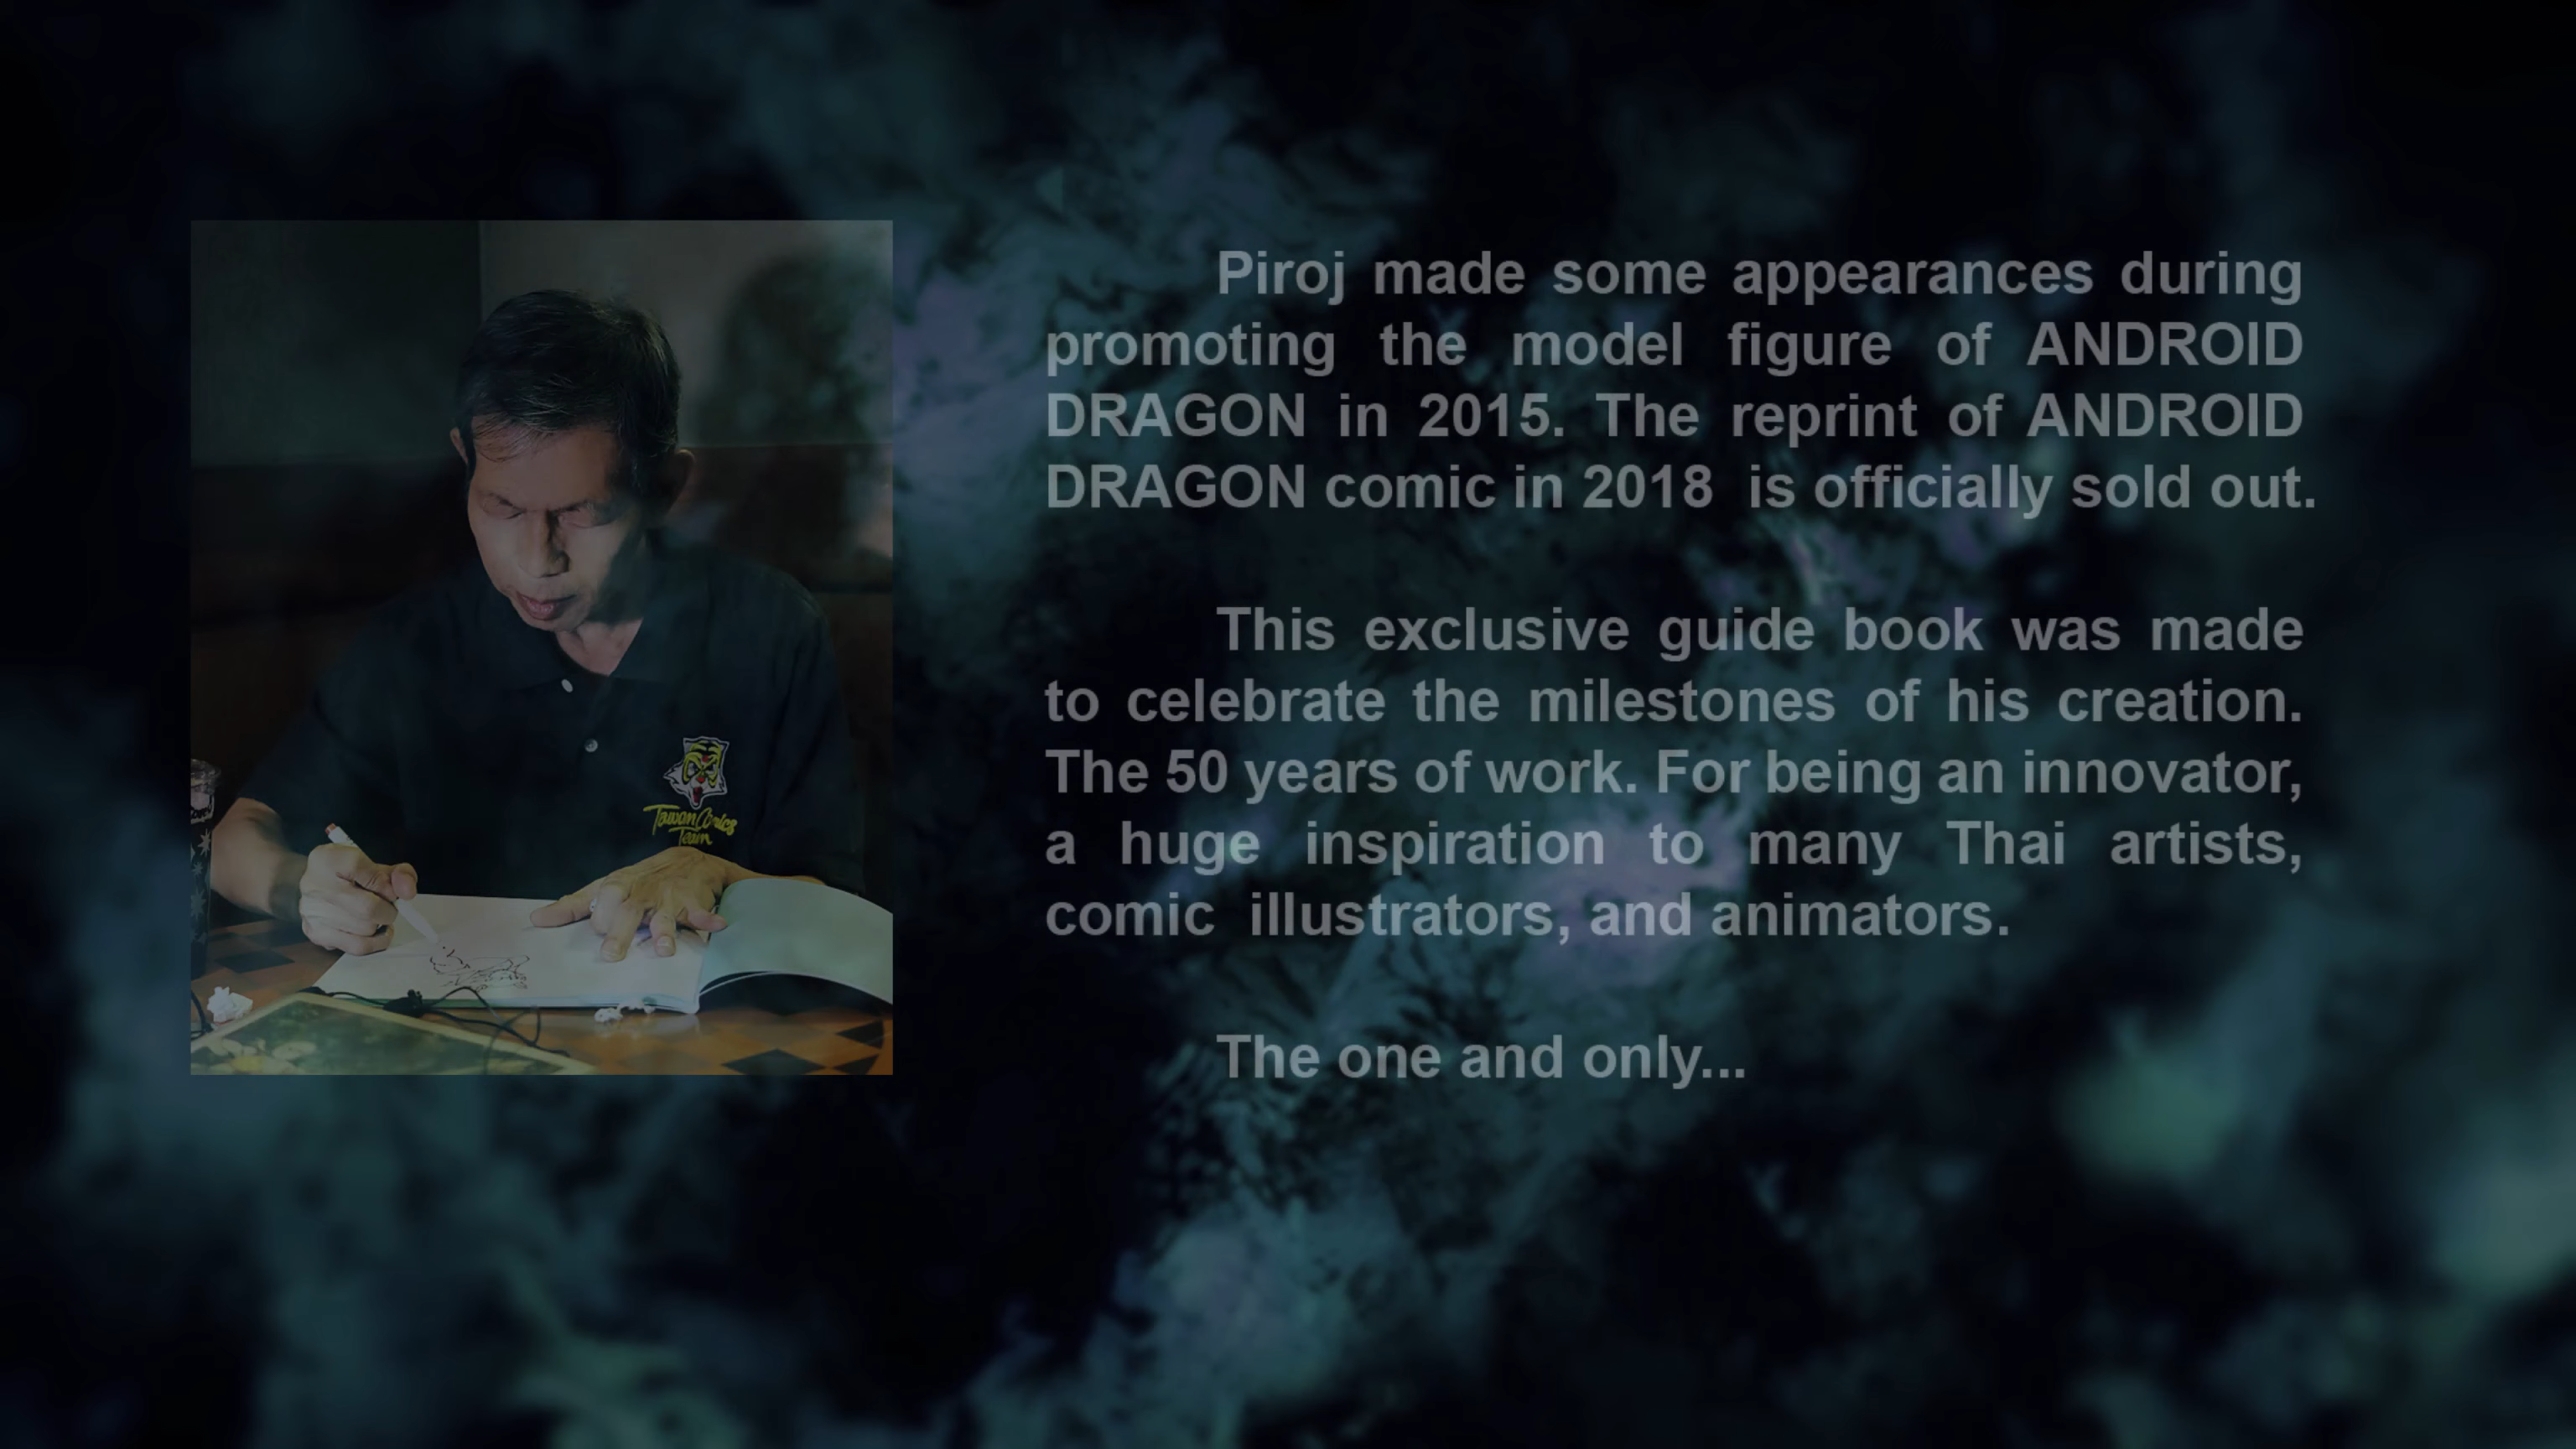 Piroj made some appearances during
promoting the model figure of ANDROID
DRAGON in 2015. The reprint of ANDROID
DRAGON comic in 2018 is officially sold out.
This exclusive guide book was made
to celebrate the milestones of his creation.
The 50 years of work. For being an innovator,
a huge inspiration to many Thai artists,
comic illustrators, and animators.
The one and only...
Tawan Comics
Team